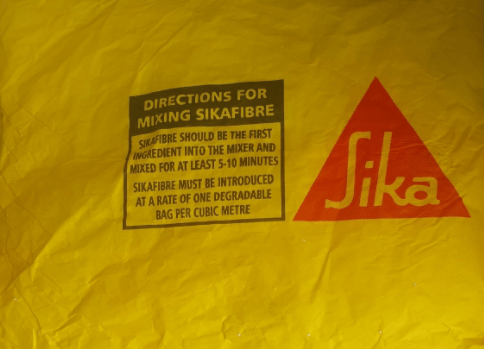 DIRECTIONS FOR
MIXING SIKAFIBRE
SIKAFIBRE SHOULD BE THE FIRST
INGREDIENT INTO THE MIXER AND
MIXED FOR AT LEAST 5-10 MINUTES
SIKAFIBRE MUST BE INTRODUCED
AT A RATE OF ONE DEGRADABLE
BAG PER CUBIC METRE
Sika